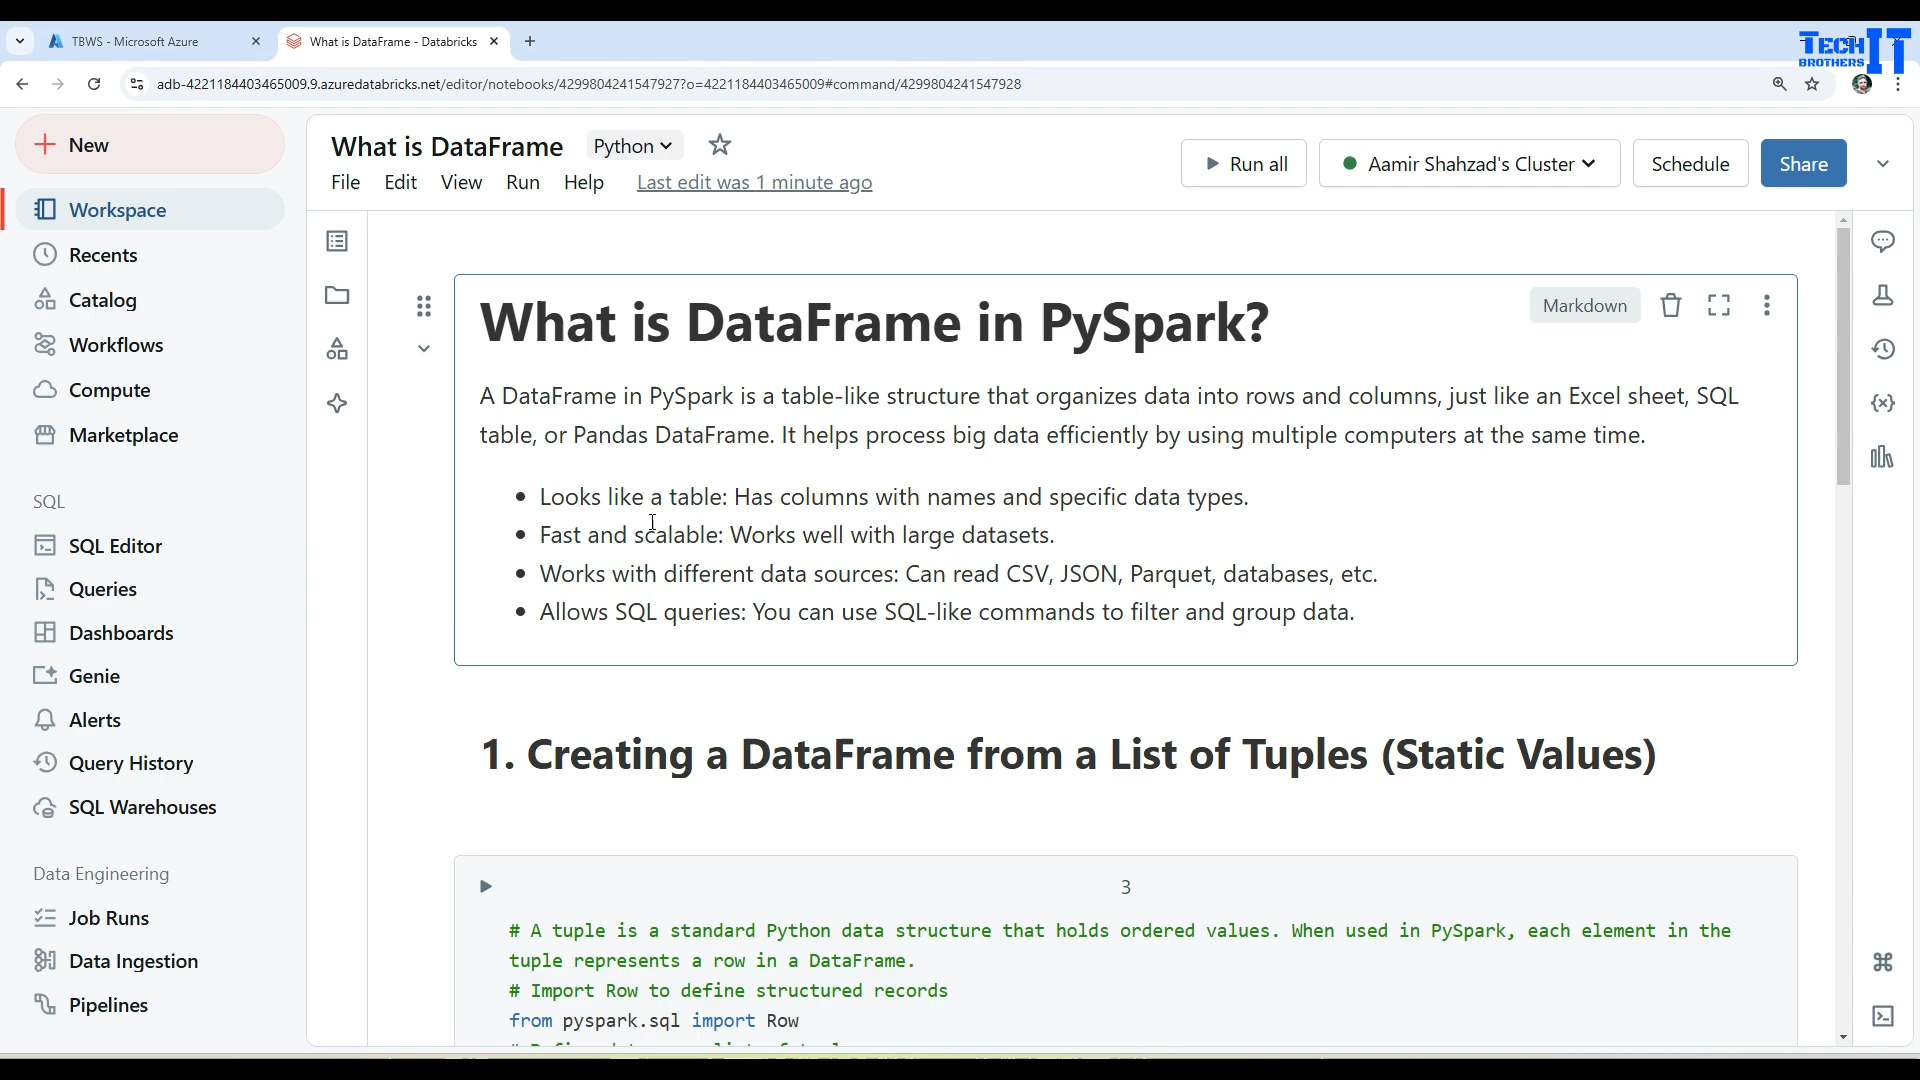 TBWS - Microsoft Azure
What is DataFrame - Databricks
TECH IT
BROTHERS
adb-4221184403465009.9.azuredatabricks.net/editor/notebooks/4299804241547927?o=4221184403465009#command/4299804241547928
New
Workspace
Recents
Catalog
Workflows
Compute
Marketplace
SQL
SQL Editor
Queries
Dashboards
Genie
Alerts
Query History
SQL Warehouses
Data Engineering
Job Runs
Data Ingestion
Pipelines
What is DataFrame Python
File Edit View Run Help Last edit was 1 minute ago
Run all Aamir Shahzad's Cluster Schedule Share
What is DataFrame in PySpark?
Markdown
A DataFrame in PySpark is a table-like structure that organizes data into rows and columns, just like an Excel sheet, SQL
table, or Pandas DataFrame. It helps process big data efficiently by using multiple computers at the same time.
• Looks like a table: Has columns with names and specific data types.
• Fast and scalable: Works well with large datasets.
• Works with different data sources: Can read CSV, JSON, Parquet, databases, etc.
• Allows SQL queries: You can use SQL-like commands to filter and group data.
1. Creating a DataFrame from a List of Tuples (Static Values)
3
# A tuple is a standard Python data structure that holds ordered values. When used in PySpark, each element in the
tuple represents a row in a DataFrame.
# Import Row to define structured records
from pyspark.sql import Row